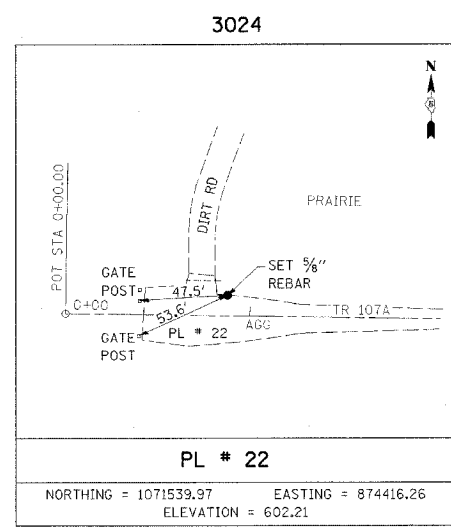 3024
N
PRAIRIE
DIRT RD
POT STA 0+00.00
GATE
POST
47.5'
SET 5/8"
REBAR
0+00
53.6'
TR 107A
AGG
PL # 22
GATE
POST
PL # 22
NORTHING = 1071539.97 EASTING = 874416.26
ELEVATION = 602.21